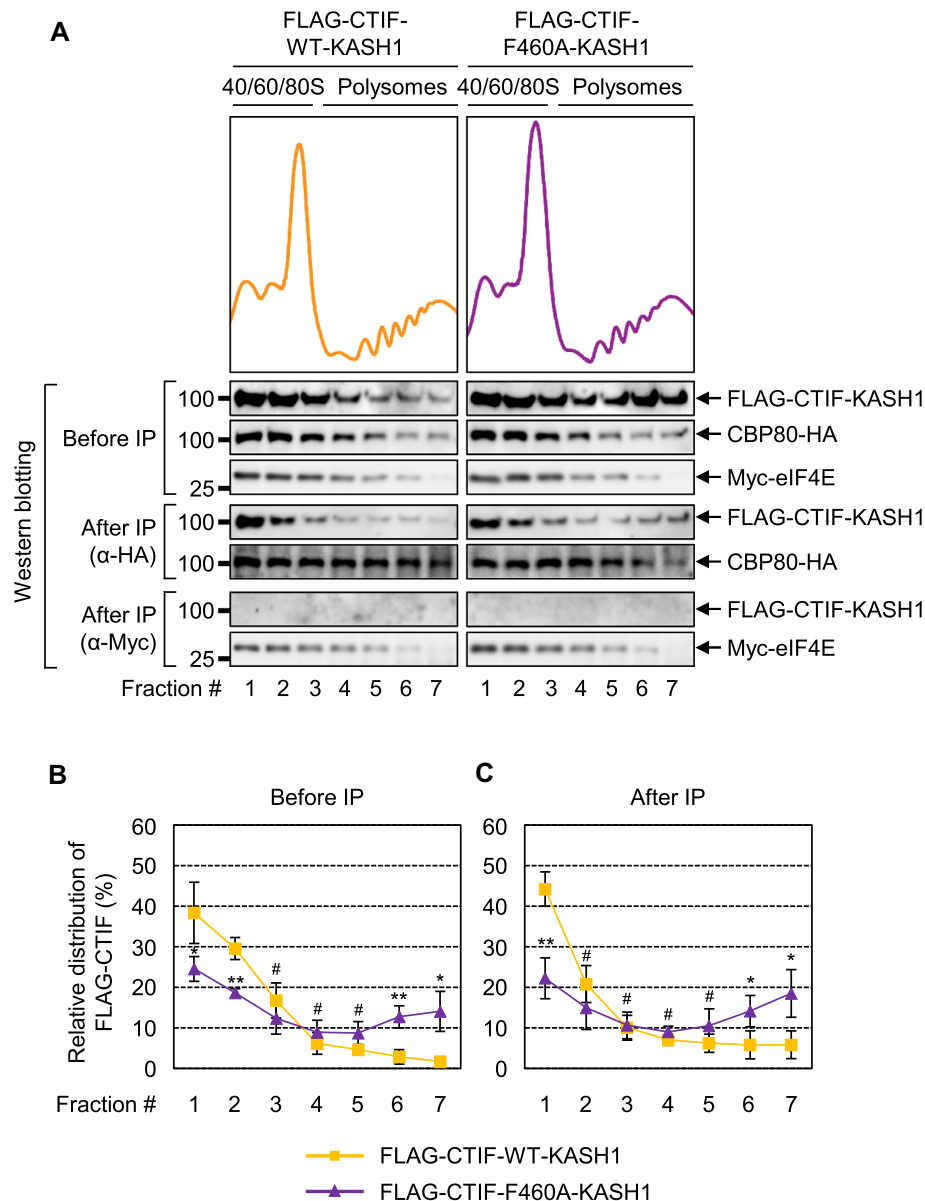 A
FLAG-CTIF-
WT-KASH1
FLAG-CTIF-
F460A-KASH1
40/60/80S Polysomes
40/60/80S Polysomes
Western blotting
Before IP
100
FLAG-CTIF-KASH1
100
CBP80-HA
25
Myc-eIF4E
After IP
(α-HA)
100
FLAG-CTIF-KASH1
100
CBP80-HA
After IP
(α-Myc)
100
FLAG-CTIF-KASH1
25
Myc-eIF4E
Fraction # 1 2 3 4 5 6 7 1 2 3 4 5 6 7
B
Before IP
Relative distribution of
FLAG-CTIF (%)
60
50
40
30
20
10
0
* ** # # # ** *
Fraction # 1 2 3 4 5 6 7
C
After IP
60
50
40
30
20
10
0
** # # # # * *
1 2 3 4 5 6 7
FLAG-CTIF-WT-KASH1
FLAG-CTIF-F460A-KASH1